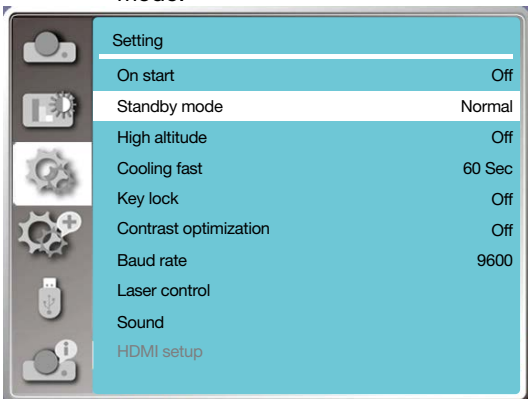 mode.
Setting
On start Off
Standby mode Normal
High altitude Off
Cooling fast 60 Sec
Key lock Off
Contrast optimization Off
Baud rate 9600
Laser control
Sound
HDMI setup